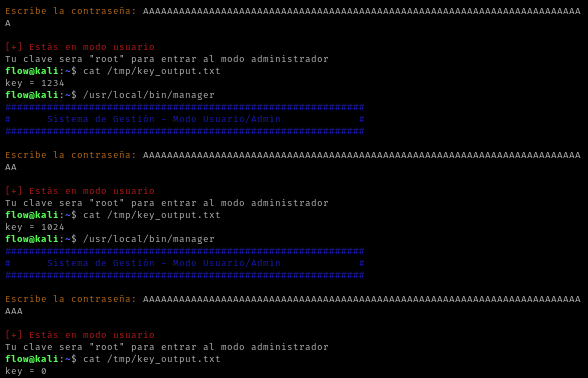 Escribe la contraseña: AAAAAAAAAAAAAAAAAAAAAAAAAAAAAAAAAAAAAAAAAAAAAAAAAAAAAAAAAAAAAAAAAAAAAAAAA
A
[+] Estás en modo usuario
Tu clave sera "root" para entrar al modo administrador
flow@kali:~$ cat /tmp/key_output.txt
key = 1234
flow@kali:~$ /usr/local/bin/manager
############################################################
#      Sistema de Gestión – Modo Usuario/Admin             #
############################################################
Escribe la contraseña: AAAAAAAAAAAAAAAAAAAAAAAAAAAAAAAAAAAAAAAAAAAAAAAAAAAAAAAAAAAAAAAAAAAAAAAAA
AA
[+] Estás en modo usuario
Tu clave sera "root" para entrar al modo administrador
flow@kali:~$ cat /tmp/key_output.txt
key = 1024
flow@kali:~$ /usr/local/bin/manager
############################################################
#      Sistema de Gestión – Modo Usuario/Admin             #
############################################################
Escribe la contraseña: AAAAAAAAAAAAAAAAAAAAAAAAAAAAAAAAAAAAAAAAAAAAAAAAAAAAAAAAAAAAAAAAAAAAAAAAA
AAA
[+] Estás en modo usuario
Tu clave sera "root" para entrar al modo administrador
flow@kali:~$ cat /tmp/key_output.txt
key = 0